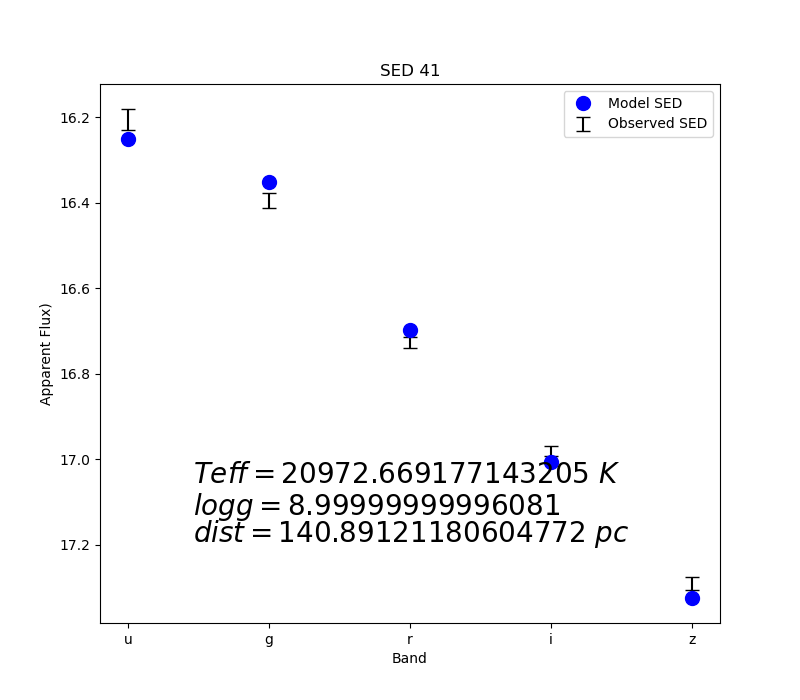 SED 41
Model SED
Observed SED
16.2
16.4
16.6
16.8
17.0
17.2
Apparent Flux)
Teff = 20972.669177143205 K
logg = 8.99999999996081
dist = 140.89121180604772 pc
u g r i z
Band